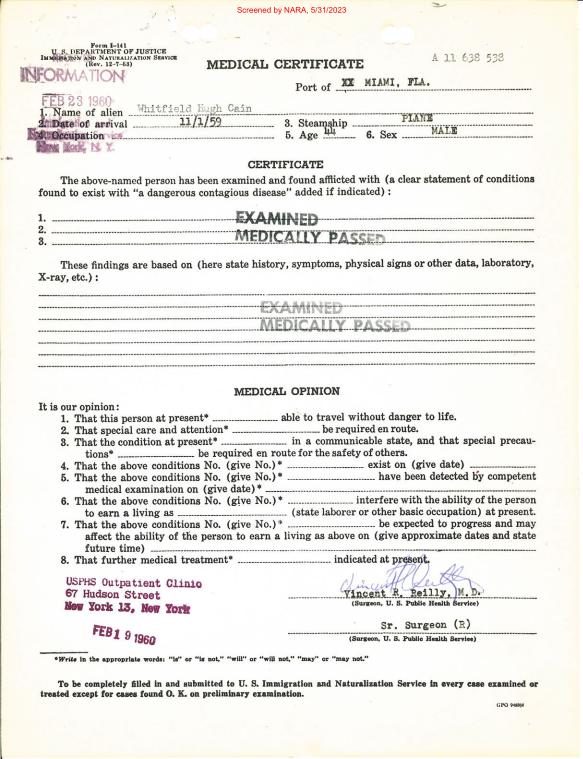 Screened by NARA, 5/31/2023
Form I-141
U. S. DEPARTMENT OF JUSTICE
IMMIGRATION AND NATURALIZATION SERVICE
(Rev. 12-7-53)
MEDICAL CERTIFICATE
A 11 638 538
INFORMATION
Port of XX MIAMI, FLA.
FEB 23 1960
1. Name of alien Whitfield Hugh Cain
2. Date of arrival 11/1/59 3. Steamship PLANE
4. Occupation 5. Age 44 6. Sex MALE
New York, N. Y.
CERTIFICATE
The above-named person has been examined and found afflicted with (a clear statement of conditions
found to exist with "a dangerous contagious disease" added if indicated) :
1. EXAMINED
2.
3. MEDICALLY PASSED
These findings are based on (here state history, symptoms, physical signs or other data, laboratory,
X-ray, etc.) :
EXAMINED
MEDICALLY PASSED
MEDICAL OPINION
It is our opinion:
1. That this person at present* able to travel without danger to life.
2. That special care and attention* be required en route.
3. That the condition at present* in a communicable state, and that special precau-
tions* be required en route for the safety of others.
4. That the above conditions No. (give No.)* exist on (give date)
5. That the above conditions No. (give No.)* have been detected by competent
medical examination on (give date)*
6. That the above conditions No. (give No.)* interfere with the ability of the person
to earn a living as (state laborer or other basic occupation) at present.
7. That the above conditions No. (give No.)* be expected to progress and may
affect the ability of the person to earn a living as above on (give approximate dates and state
future time)
8. That further medical treatment* indicated at present.
USPHS Outpatient Clinic
67 Hudson Street
New York 13, New York
Vincent R. Reilly, M.D.
(Surgeon, U. S. Public Health Service)
FEB 19 1960
Sr. Surgeon (R)
(Surgeon, U. S. Public Health Service)
*Write in the appropriate words: "is" or "is not," "will" or "will not," "may" or "may not."
To be completely filled in and submitted to U. S. Immigration and Naturalization Service in every case examined or
treated except for cases found O. K. on preliminary examination.